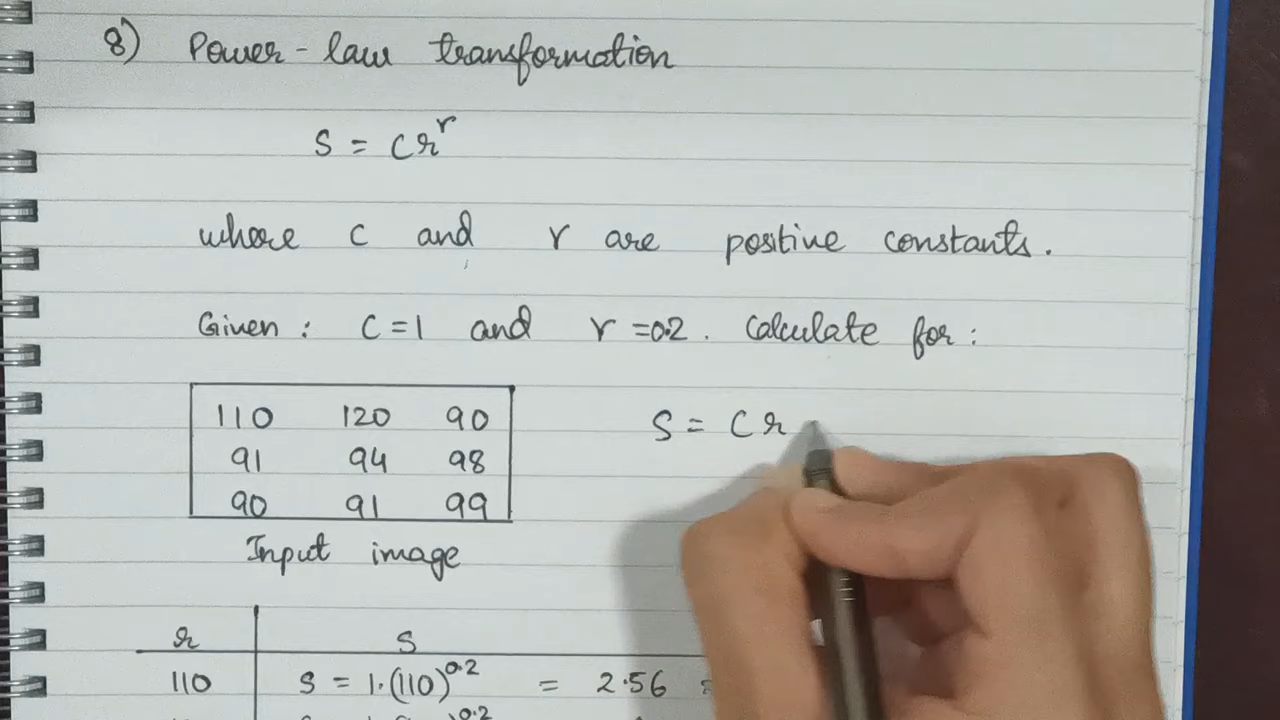 8) Power-law transformation
S = c r^γ
where c and γ are positive constants.
Given : C=1 and γ =0.2. Calculate for :
110 120 90
91 94 98
90 91 99
S = C r
Input image
r S
110 S = 1.(110)^0.2 = 2.56